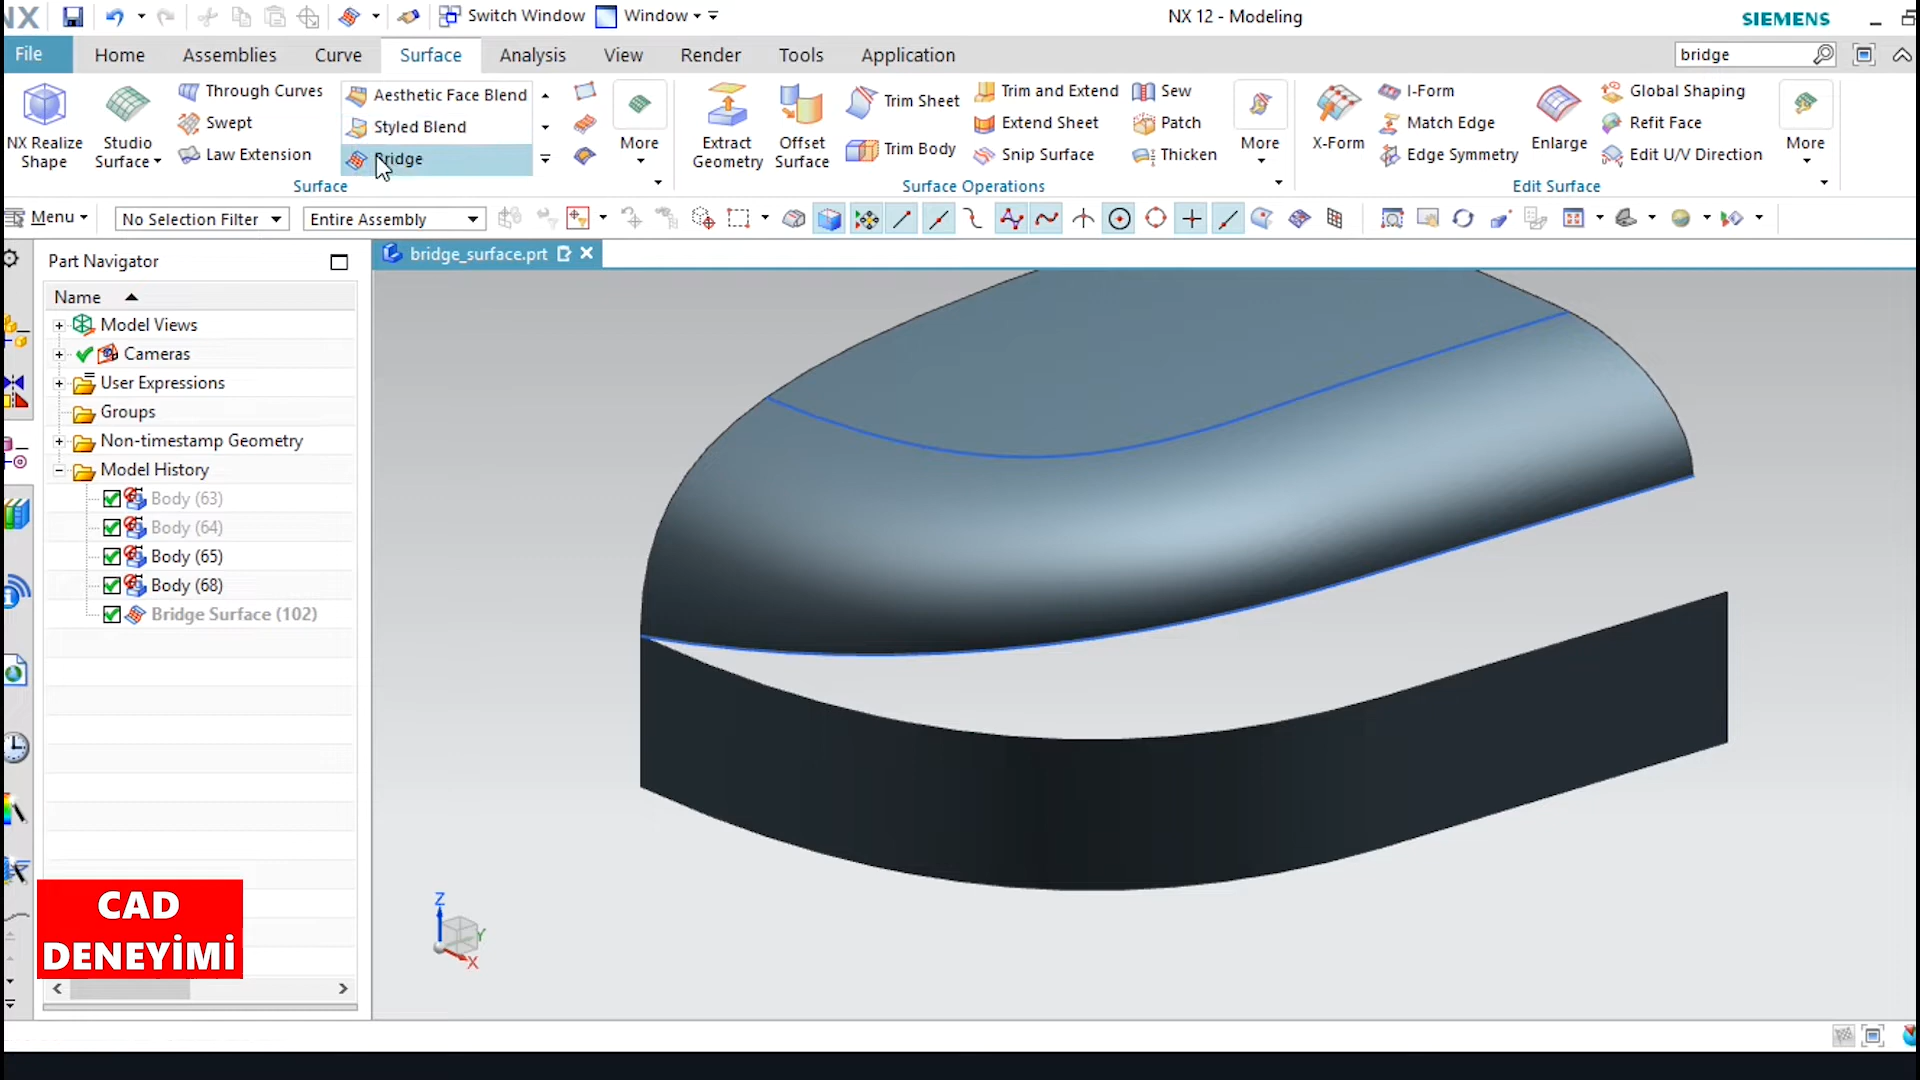 NX
Switch Window
Window
NX 12 - Modeling
SIEMENS
File
Home
Assemblies
Curve
Surface
Analysis
View
Render
Tools
Application
bridge
NX Realize
Shape
Studio
Surface
Through Curves
Swept
Law Extension
Aesthetic Face Blend
Styled Blend
Bridge
More
Surface
Extract
Geometry
Offset
Surface
Trim Sheet
Trim Body
Trim and Extend
Extend Sheet
Snip Surface
Sew
Patch
Thicken
More
Surface Operations
X-Form
I-Form
Match Edge
Edge Symmetry
Enlarge
Global Shaping
Refit Face
Edit U/V Direction
More
Edit Surface
Menu
No Selection Filter
Entire Assembly
Part Navigator
bridge_surface.prt
Name
Model Views
Cameras
User Expressions
Groups
Non-timestamp Geometry
Model History
Body (63)
Body (64)
Body (65)
Body (68)
Bridge Surface (102)
Z
Y
X
CAD
DENEYİMİ